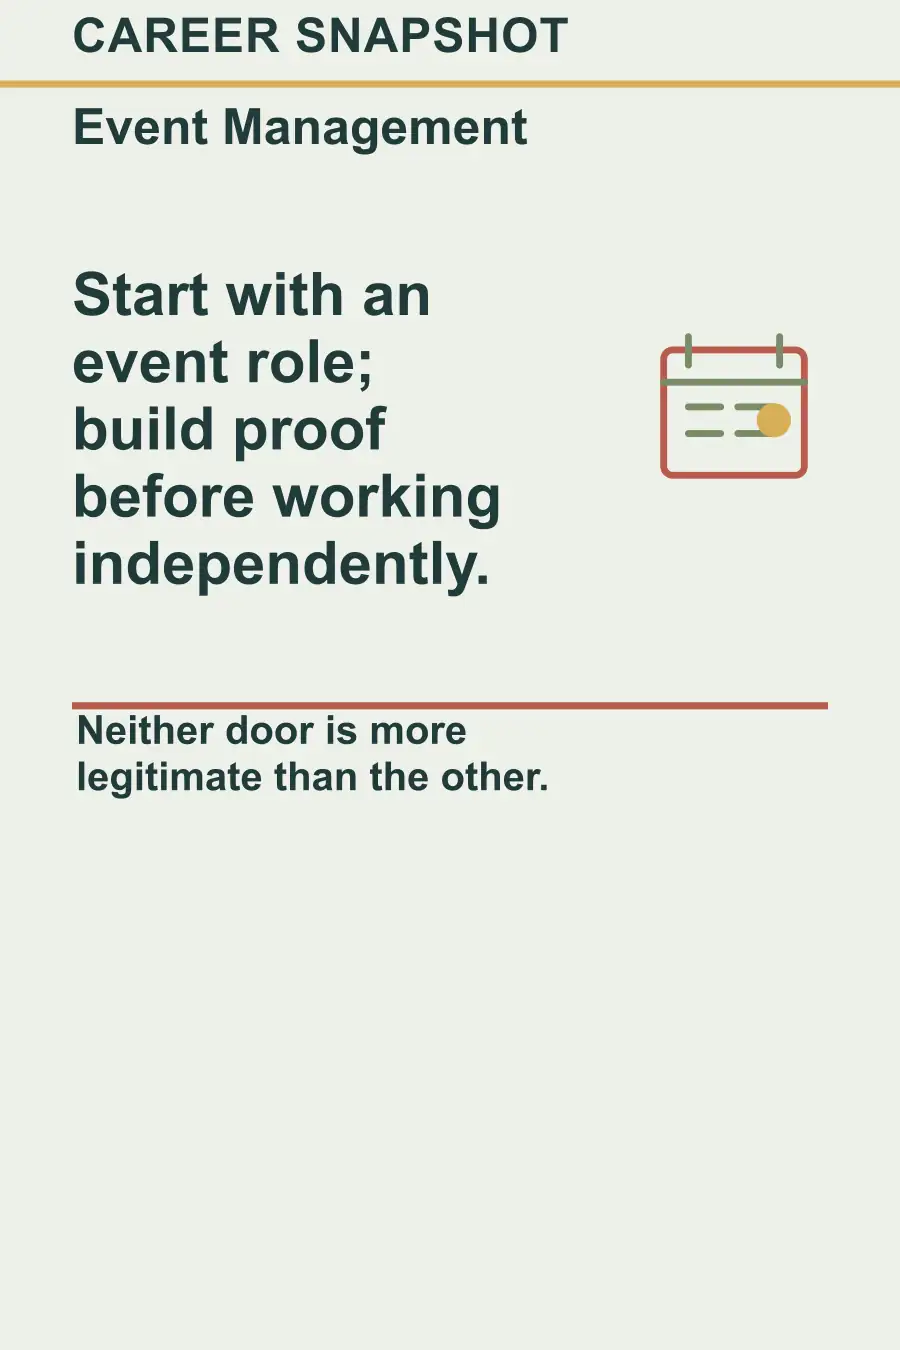 CAREER SNAPSHOT
Event Management
Start with an
event role;
build proof
before working
independently.
Neither door is more
legitimate than the other.